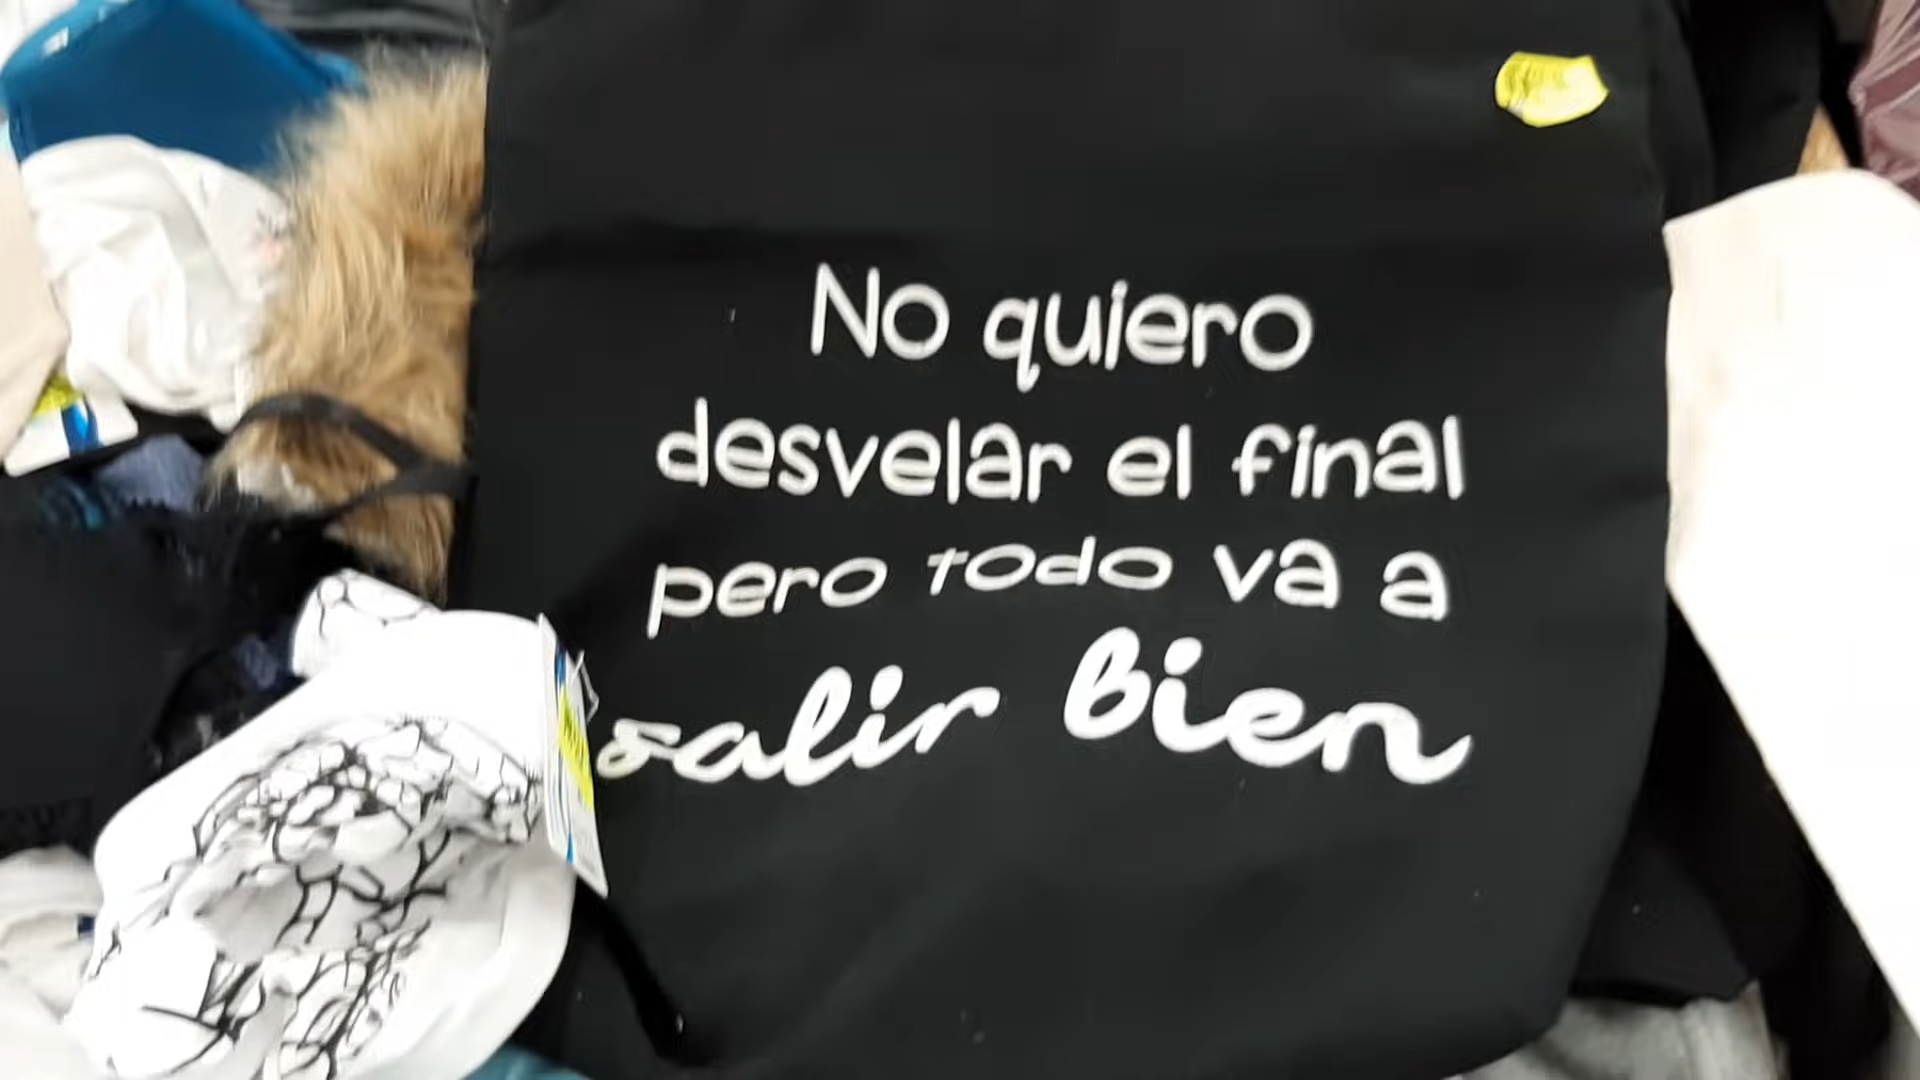 No quiero
desvelar el final
pero todo va a
salir bien